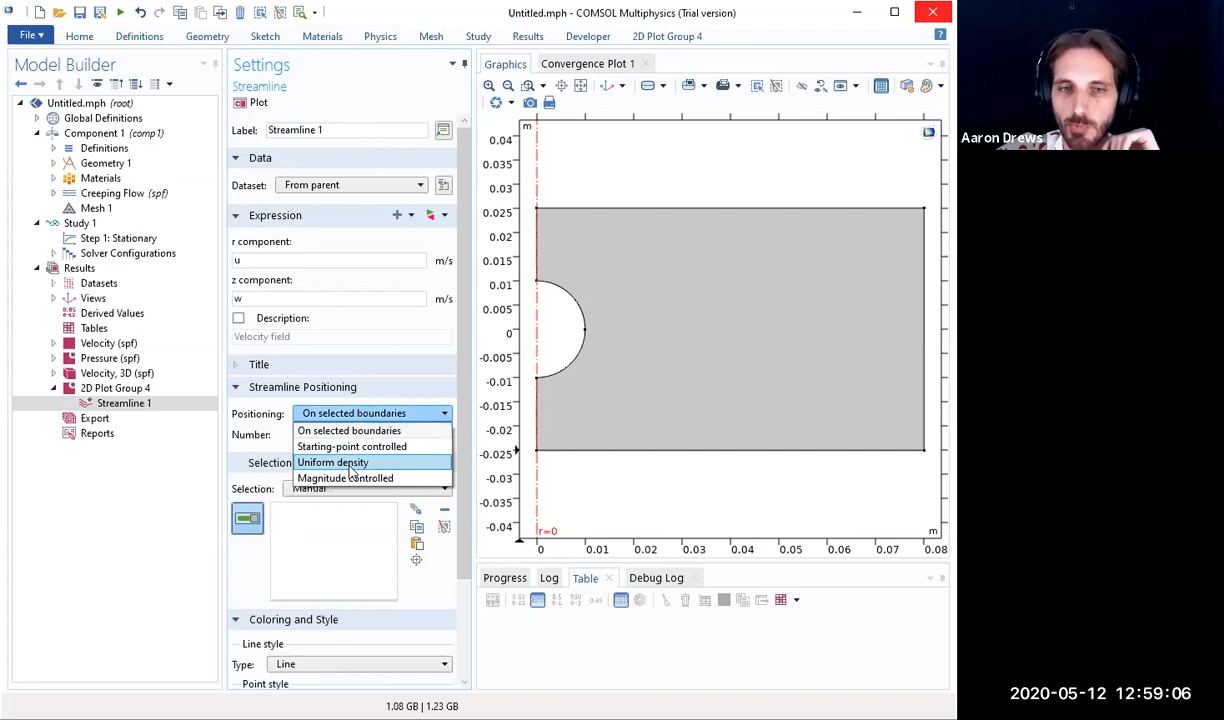 Untitled.mph - COMSOL Multiphysics (Trial version)
File
Home
Definitions
Geometry
Sketch
Materials
Physics
Mesh
Study
Results
Developer
2D Plot Group 4
Model Builder
Untitled.mph (root)
Global Definitions
Component 1 (comp1)
Definitions
Geometry 1
Materials
Creeping Flow (spf)
Mesh 1
Study 1
Step 1: Stationary
Solver Configurations
Results
Datasets
Views
Derived Values
Tables
Velocity (spf)
Pressure (spf)
Velocity, 3D (spf)
2D Plot Group 4
Streamline 1
Export
Reports
Settings
Streamline
Plot
Label: Streamline 1
Data
Dataset: From parent
Expression
r component:
u m/s
z component:
w m/s
Description:
Velocity field
Title
Streamline Positioning
Positioning: On selected boundaries
On selected boundaries
Number:
Starting-point controlled
Uniform density
Selection
Magnitude controlled
Selection: Manual
Coloring and Style
Line style
Type: Line
Point style
Graphics
Convergence Plot 1
m
0.04
0.035
0.03
0.025
0.02
0.015
0.01
0.005
0
-0.005
-0.01
-0.015
-0.02
-0.025
-0.03
-0.035
-0.04
r=0
m
0 0.01 0.02 0.03 0.04 0.05 0.06 0.07 0.08
Progress
Log
Table
Debug Log
1.08 GB | 1.23 GB
Aaron Drews
2020-05-12 12:59:06